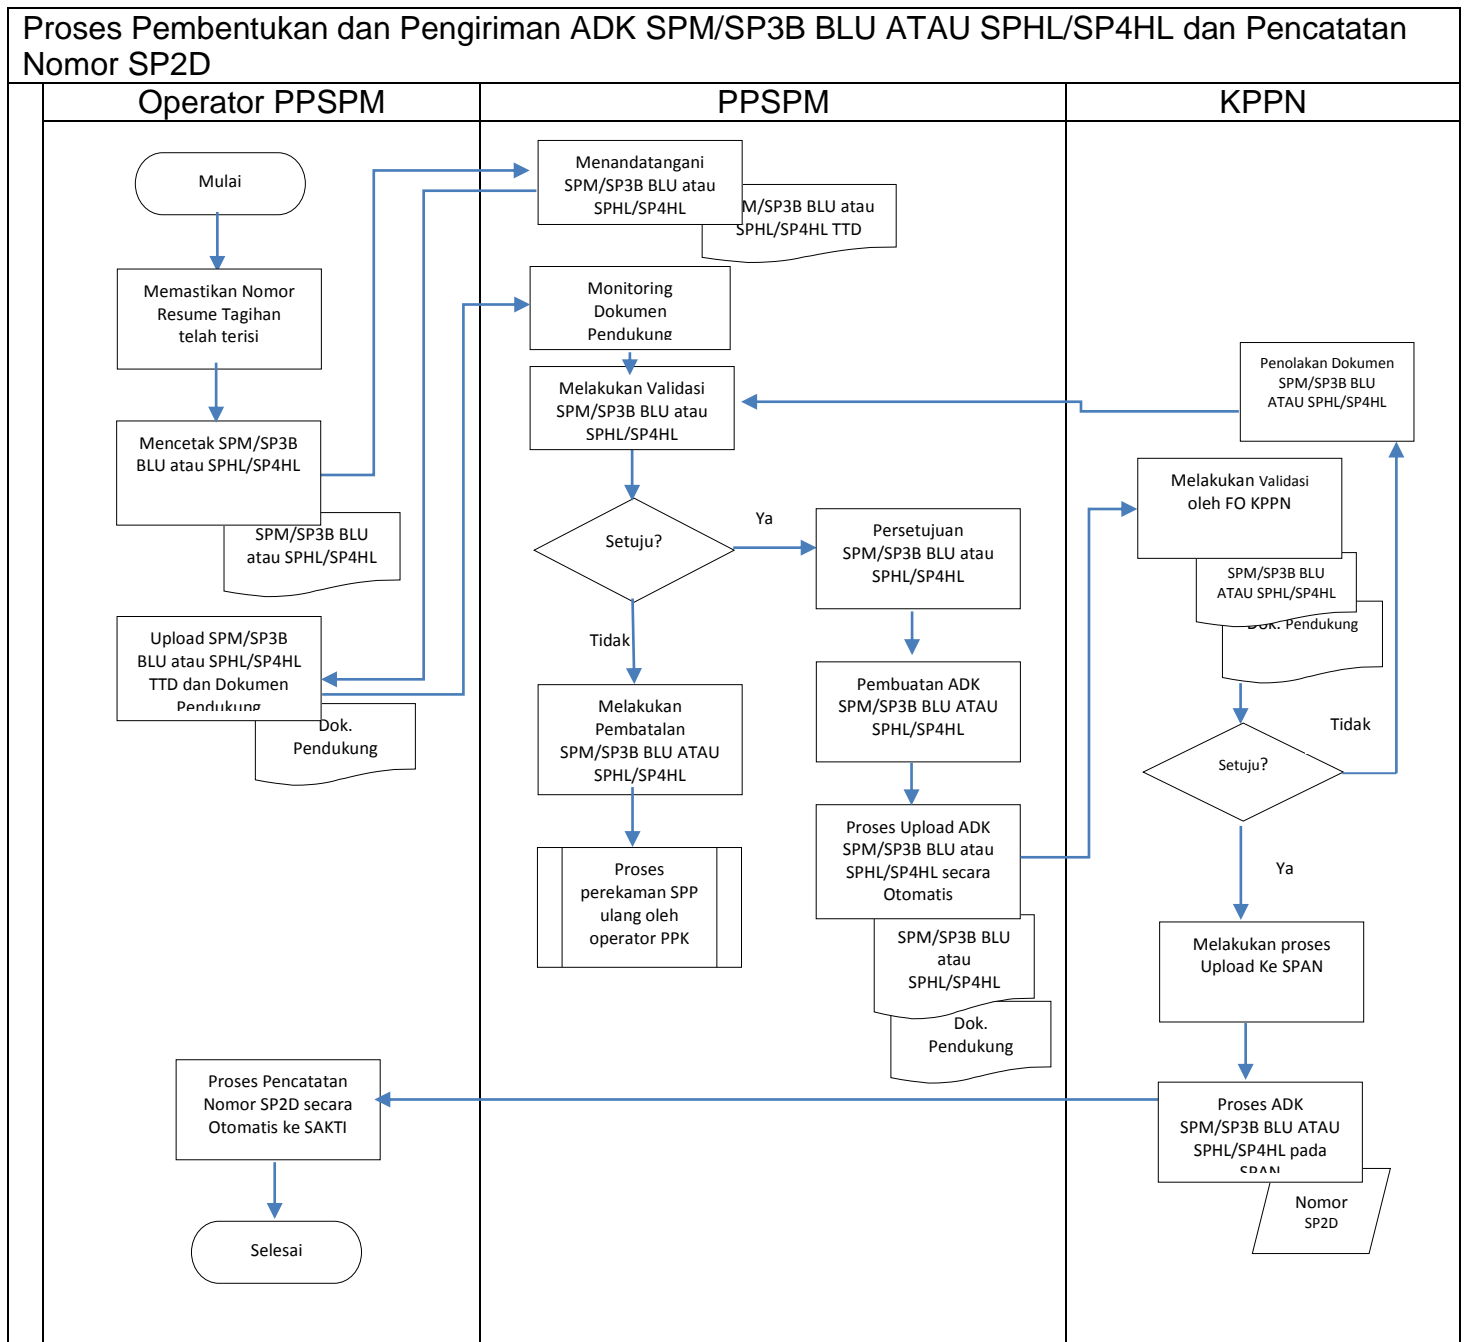 Proses Pembentukan dan Pengiriman ADK SPM/SP3B BLU ATAU SPHL/SP4HL dan Pencatatan
Nomor SP2D
Operator PPSPM
PPSPM
KPPN
Mulai
Memastikan Nomor
Resume Tagihan
telah terisi
Mencetak SPM/SP3B
BLU atau SPHL/SP4HL
SPM/SP3B BLU
atau SPHL/SP4HL
Upload SPM/SP3B
BLU atau SPHL/SP4HL
TTD dan Dokumen
Pendukung
Dok.
Pendukung
Proses Pencatatan
Nomor SP2D secara
Otomatis ke SAKTI
Selesai
Menandatangani
SPM/SP3B BLU atau
SPHL/SP4HL
M/SP3B BLU atau
SPHL/SP4HL TTD
Monitoring
Dokumen
Pendukung
Melakukan Validasi
SPM/SP3B BLU atau
SPHL/SP4HL
Setuju?
Ya
Tidak
Persetujuan
SPM/SP3B BLU atau
SPHL/SP4HL
Melakukan
Pembatalan
SPM/SP3B BLU ATAU
SPHL/SP4HL
Pembuatan ADK
SPM/SP3B BLU ATAU
SPHL/SP4HL
Proses
perekaman SPP
ulang oleh
operator PPK
Proses Upload ADK
SPM/SP3B BLU atau
SPHL/SP4HL secara
Otomatis
SPM/SP3B BLU
atau
SPHL/SP4HL
Dok.
Pendukung
Penolakan Dokumen
SPM/SP3B BLU
ATAU SPHL/SP4HL
Melakukan Validasi
oleh FO KPPN
SPM/SP3B BLU
ATAU SPHL/SP4HL
Dok. Pendukung
Tidak
Setuju?
Ya
Melakukan proses
Upload Ke SPAN
Proses ADK
SPM/SP3B BLU ATAU
SPHL/SP4HL pada
SPAN
Nomor
SP2D